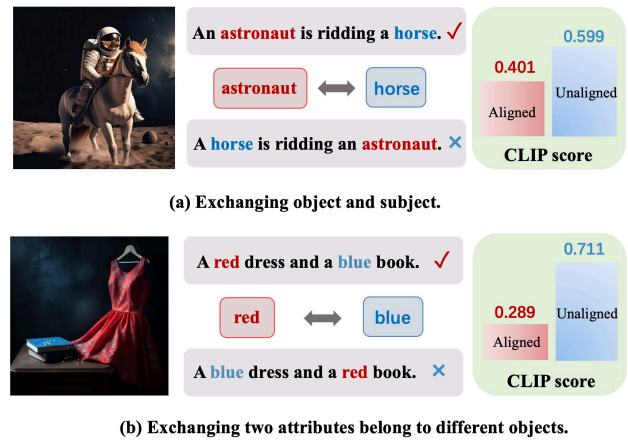 An astronaut is ridding a horse. ✓
astronaut
horse
A horse is ridding an astronaut. ×
0.401
0.599
Aligned
Unaligned
CLIP score
(a) Exchanging object and subject.
A red dress and a blue book. ✓
red
blue
A blue dress and a red book. ×
0.289
0.711
Aligned
Unaligned
CLIP score
(b) Exchanging two attributes belong to different objects.